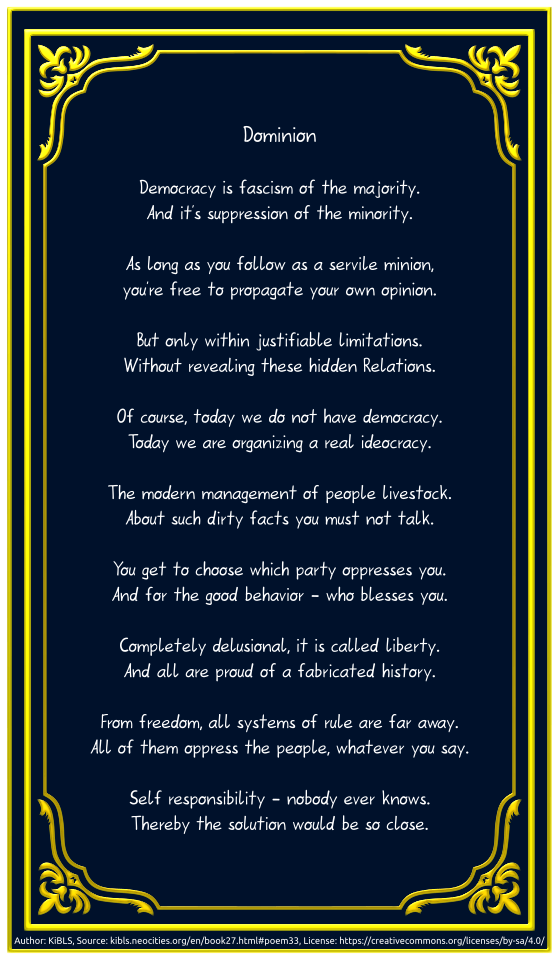 Dominion
Democracy is fascism of the majority.
And it's suppression of the minority.
As long as you follow as a servile minion,
you're free to propagate your own opinion.
But only within justifiable limitations.
Without revealing these hidden Relations.
Of course, today we do not have democracy.
Today we are organizing a real ideocracy.
The modern management of people livestock.
About such dirty facts you must not talk.
You get to choose which party oppresses you.
And for the good behavior – who blesses you.
Completely delusional, it is called liberty.
And all are proud of a fabricated history.
From freedom, all systems of rule are far away.
All of them oppress the people, whatever you say.
Self responsibility – nobody ever knows.
Thereby the solution would be so close.
Author: KiBLS, Source: kibls.neocities.org/en/book27.html#poem33, License: https://creativecommons.org/licenses/by-sa/4.0/